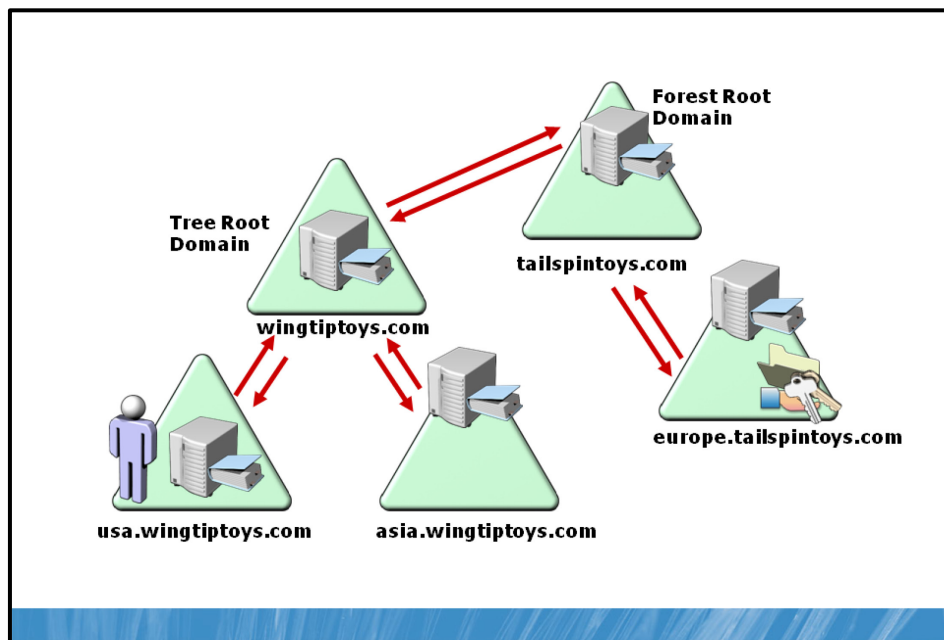 Forest Root
Domain
Tree Root
Domain
tailspintoys.com
wingtiptoys.com
europe.tailspintoys.com
usa.wingtiptoys.com
asia.wingtiptoys.com